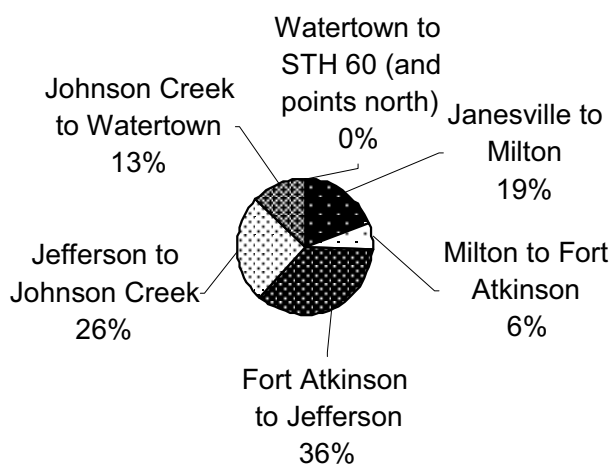 Watertown to
STH 60 (and
points north)
0%
Janesville to
Milton
19%
Milton to Fort
Atkinson
6%
Fort Atkinson
to Jefferson
36%
Jefferson to
Johnson Creek
26%
Johnson Creek
to Watertown
13%